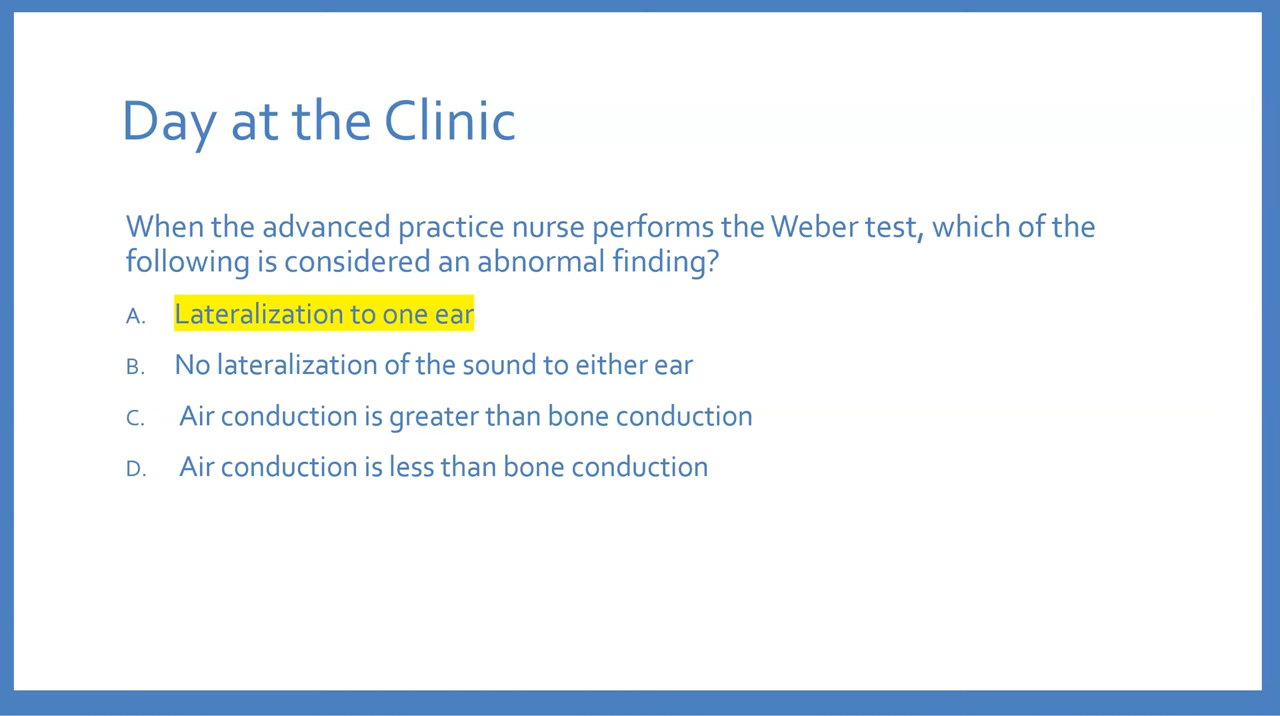 Day at the Clinic
When the advanced practice nurse performs the Weber test, which of the
following is considered an abnormal finding?
A. Lateralization to one ear
B. No lateralization of the sound to either ear
C. Air conduction is greater than bone conduction
D. Air conduction is less than bone conduction